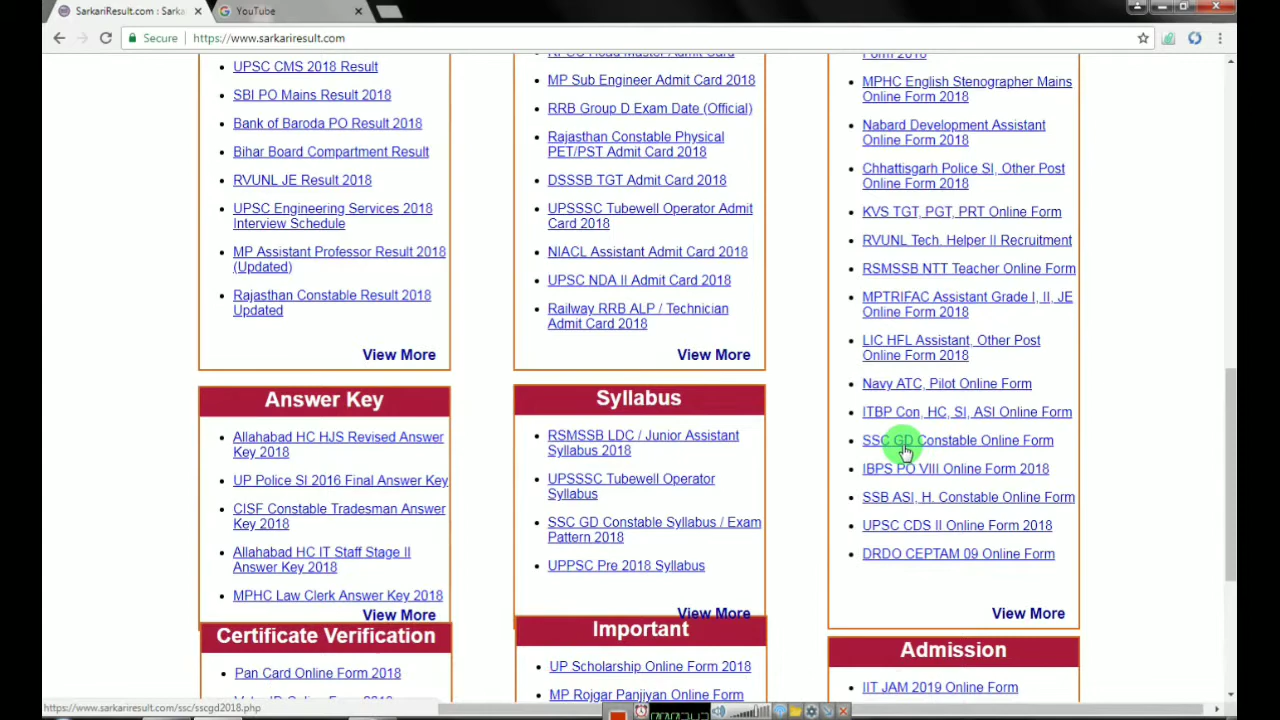 SarkariResult.com : Sarka
YouTube
Secure
https://www.sarkariresult.com
UPSC CMS 2018 Result
SBI PO Mains Result 2018
Bank of Baroda PO Result 2018
Bihar Board Compartment Result
RVUNL JE Result 2018
UPSC Engineering Services 2018
Interview Schedule
MP Assistant Professor Result 2018
(Updated)
Rajasthan Constable Result 2018
Updated
View More
Answer Key
Allahabad HC HJS Revised Answer
Key 2018
UP Police SI 2016 Final Answer Key
CISF Constable Tradesman Answer
Key 2018
Allahabad HC IT Staff Stage II
Answer Key 2018
MPHC Law Clerk Answer Key 2018
View More
Certificate Verification
Pan Card Online Form 2018
MP Sub Engineer Admit Card 2018
RRB Group D Exam Date (Official)
Rajasthan Constable Physical
PET/PST Admit Card 2018
DSSSB TGT Admit Card 2018
UPSSSC Tubewell Operator Admit
Card 2018
NIACL Assistant Admit Card 2018
UPSC NDA II Admit Card 2018
Railway RRB ALP / Technician
Admit Card 2018
View More
Syllabus
RSMSSB LDC / Junior Assistant
Syllabus 2018
UPSSSC Tubewell Operator
Syllabus
SSC GD Constable Syllabus / Exam
Pattern 2018
UPPSC Pre 2018 Syllabus
View More
Important
UP Scholarship Online Form 2018
MP Rojgar Panjiyan Online Form
Form 2018
MPHC English Stenographer Mains
Online Form 2018
Nabard Development Assistant
Online Form 2018
Chhattisgarh Police SI, Other Post
Online Form 2018
KVS TGT, PGT, PRT Online Form
RVUNL Tech. Helper II Recruitment
RSMSSB NTT Teacher Online Form
MPTRIFAC Assistant Grade I, II, JE
Online Form 2018
LIC HFL Assistant, Other Post
Online Form 2018
Navy ATC, Pilot Online Form
ITBP Con, HC, SI, ASI Online Form
SSC GD Constable Online Form
IBPS PO VIII Online Form 2018
SSB ASI, H. Constable Online Form
UPSC CDS II Online Form 2018
DRDO CEPTAM 09 Online Form
View More
Admission
IIT JAM 2019 Online Form
https://www.sarkariresult.com/ssc/sscgd2018.php